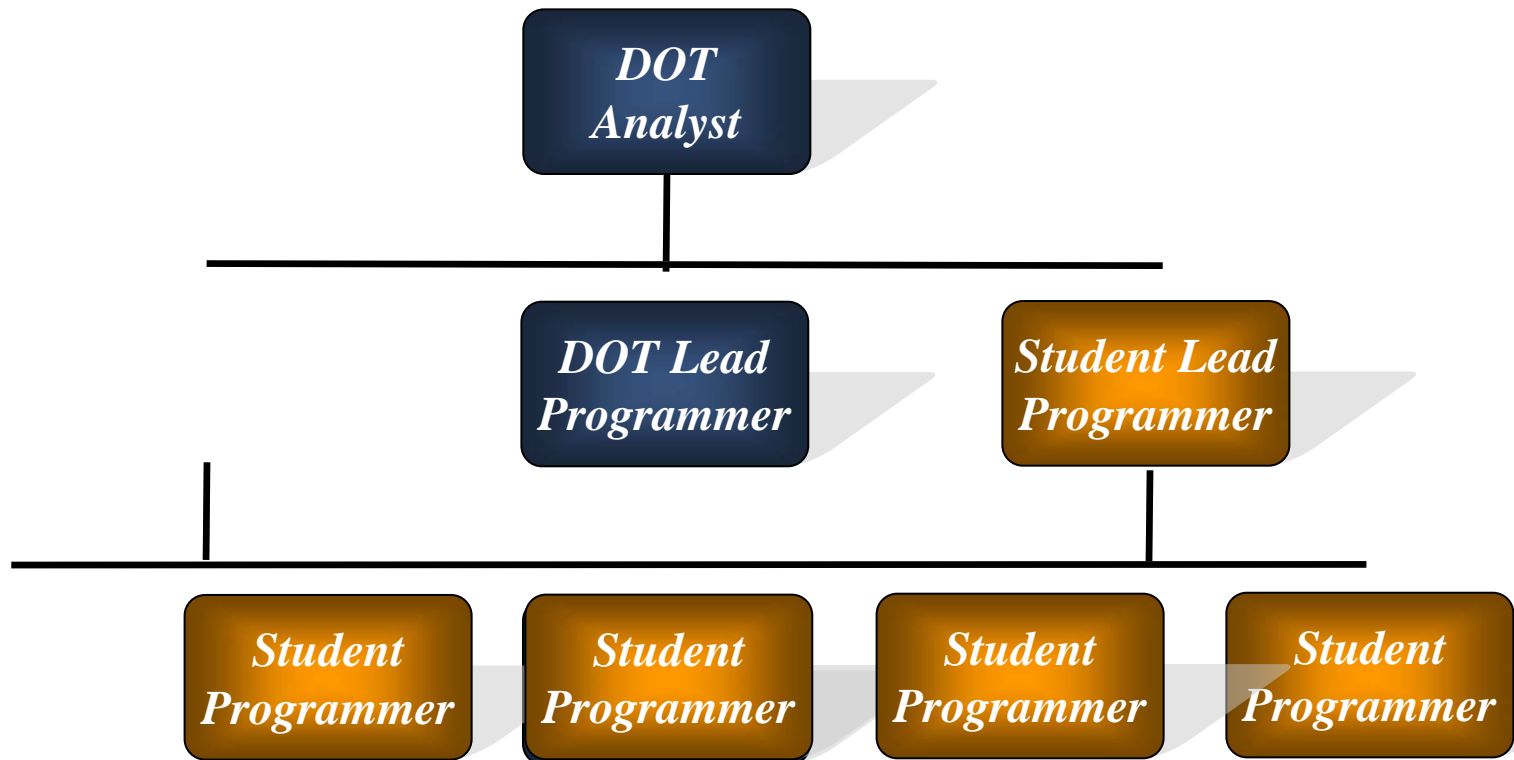 DOT
Analyst
DOT Lead
Programmer
Student Lead
Programmer
Student
Programmer
Student
Programmer
Student
Programmer
Student
Programmer